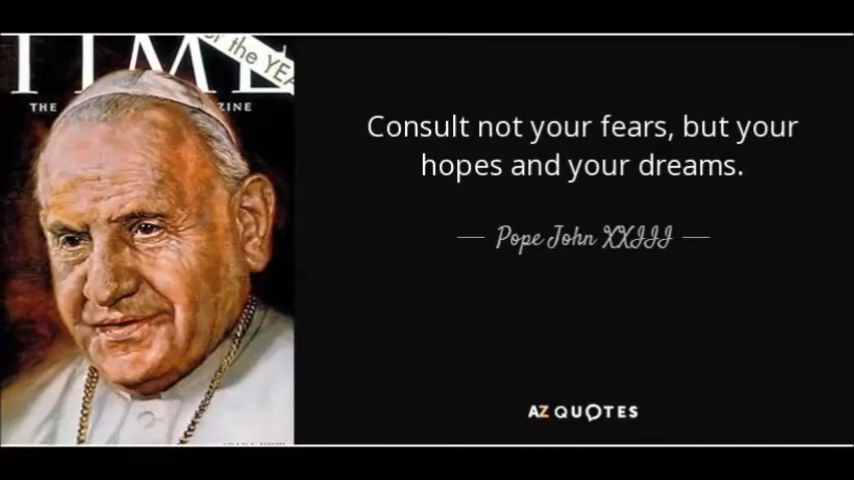 of the YEA
TIME
THE
ZINE
Consult not your fears, but your
hopes and your dreams.
— Pope John XXIII —
AZ QUOTES